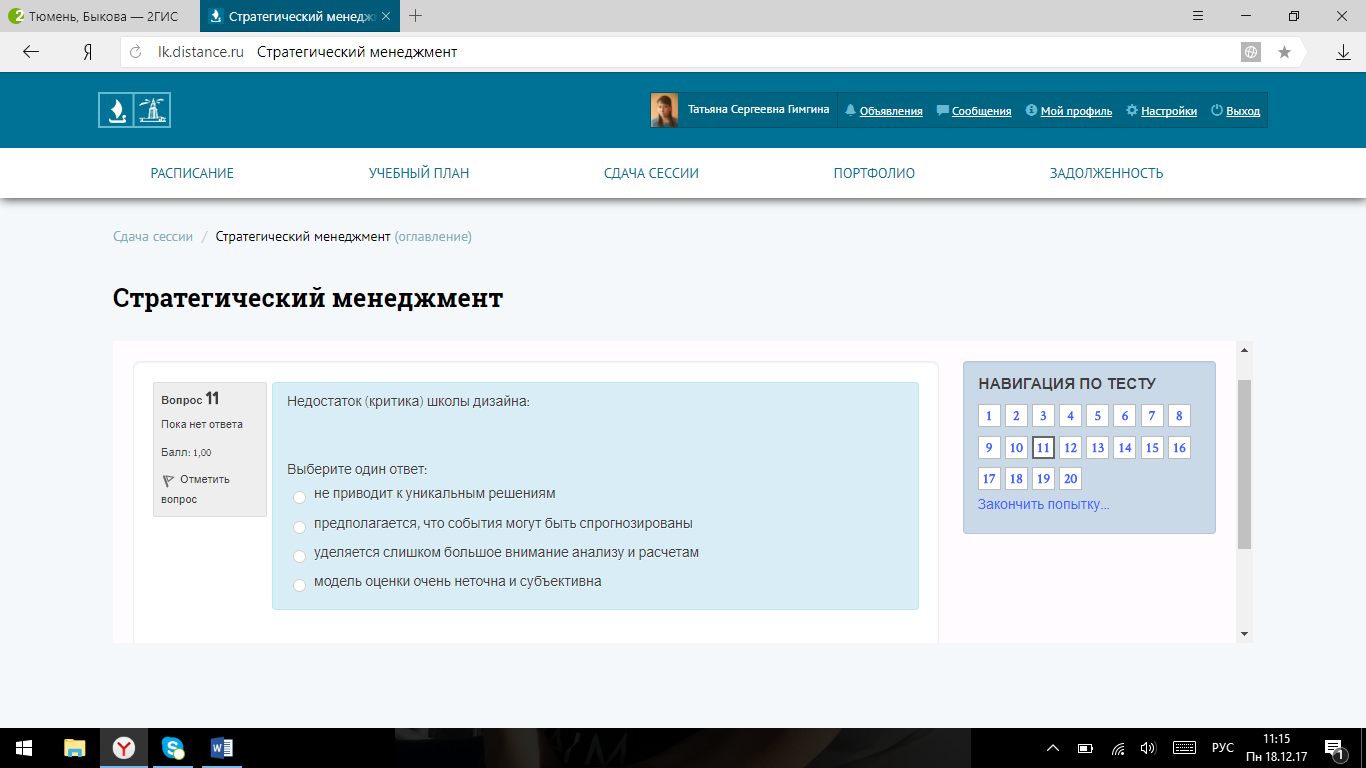 Тюмень, Быкова — 2ГИС
Стратегический менедж
lk.distance.ru Стратегический менеджмент
Татьяна Сергеевна Гимгина Объявления Сообщения Мой профиль Настройки Выход
РАСПИСАНИЕ УЧЕБНЫЙ ПЛАН СДАЧА СЕССИИ ПОРТФОЛИО ЗАДОЛЖЕННОСТЬ
Сдача сессии / Стратегический менеджмент (оглавление)
Стратегический менеджмент
Вопрос 11
Пока нет ответа
Балл: 1,00
Отметить
вопрос
Недостаток (критика) школы дизайна:
Выберите один ответ:
не приводит к уникальным решениям
предполагается, что события могут быть спрогнозированы
уделяется слишком большое внимание анализу и расчетам
модель оценки очень неточна и субъективна
НАВИГАЦИЯ ПО ТЕСТУ
1 2 3 4 5 6 7 8
9 10 11 12 13 14 15 16
17 18 19 20
Закончить попытку...
РУС
11:15
Пн 18.12.17
1